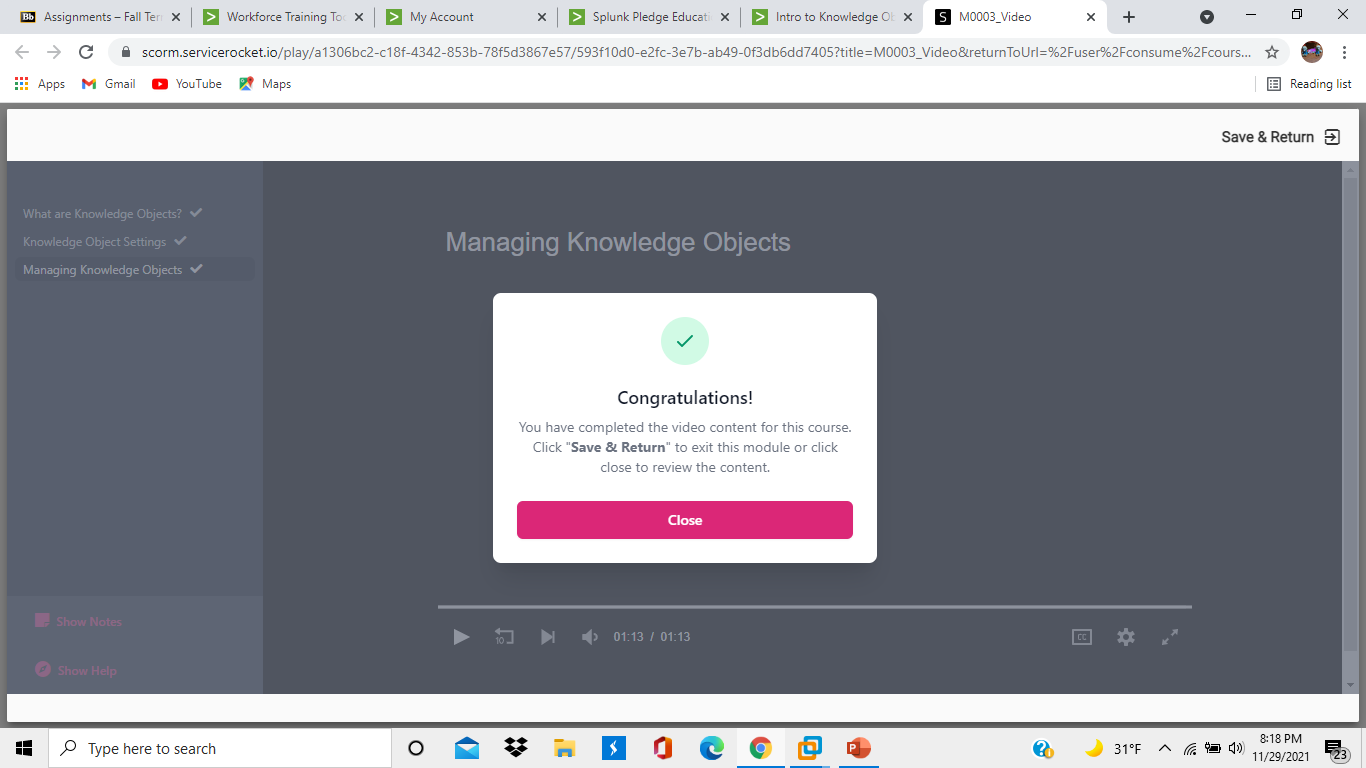 Bb Assignments – Fall Ter
Workforce Training Too
My Account
Splunk Pledge Educati
Intro to Knowledge Ob
S M0003_Video
scorm.servicerocket.io/play/a1306bc2-c18f-4342-853b-78f5d3867e57/593f10d0-e2fc-3e7b-ab49-0f3db6dd7405?title=M0003_Video&returnToUrl=%2Fuser%2Fconsume%2Fcours...
Apps
Gmail
YouTube
Maps
Reading list
Save & Return
What are Knowledge Objects?
Knowledge Object Settings
Managing Knowledge Objects
Managing Knowledge Objects
Congratulations!
You have completed the video content for this course.
Click "Save & Return" to exit this module or click
close to review the content.
Close
Show Notes
Show Help
10
01:13 / 01:13
CC
Type here to search
31°F
8:18 PM
11/29/2021
23